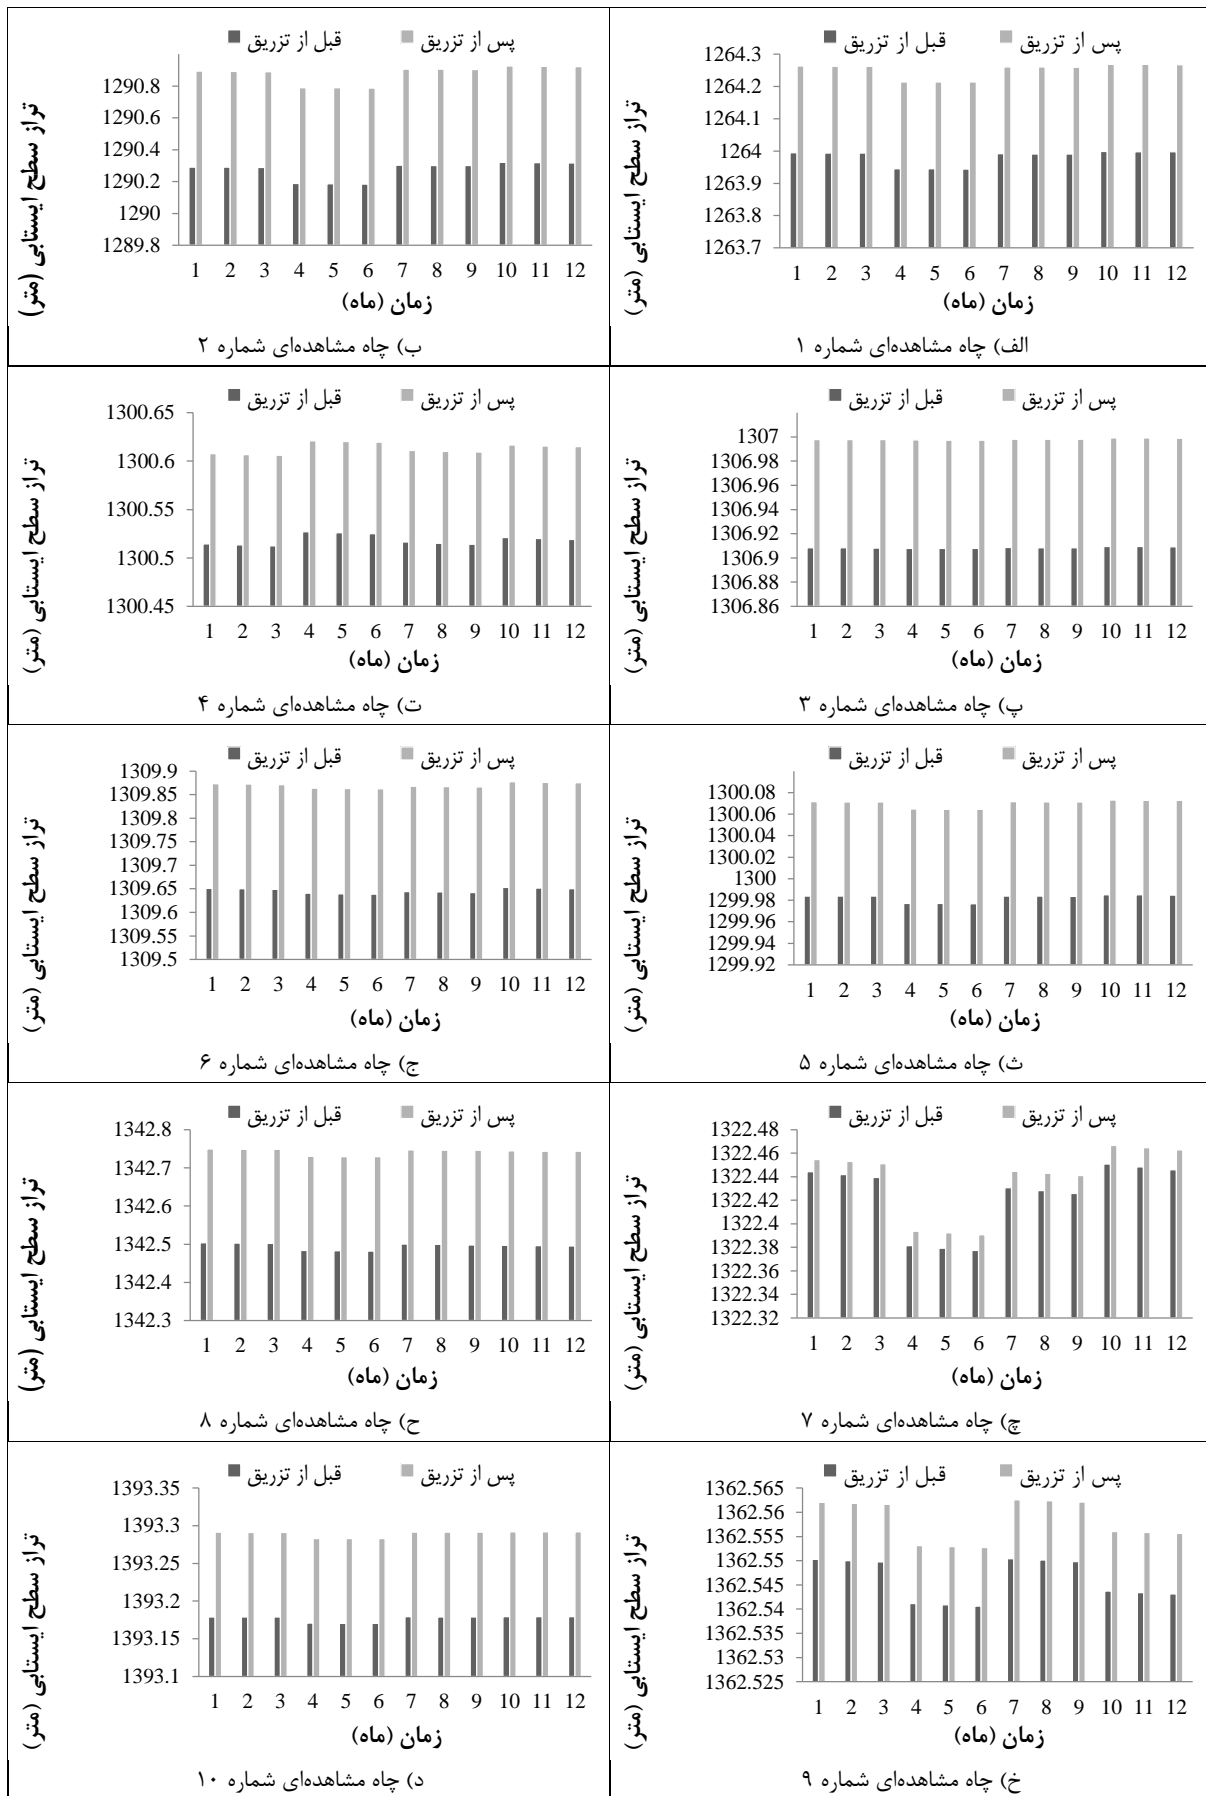 قبل از تزریق پس از تزریق
تراز سطح ایستابی (متر)
1264.3
1264.2
1264.1
1264
1263.9
1263.8
1263.7
1 2 3 4 5 6 7 8 9 10 11 12
زمان (ماه)
الف) چاه مشاهده‌ای شماره ۱
قبل از تزریق پس از تزریق
تراز سطح ایستابی (متر)
1290.8
1290.6
1290.4
1290.2
1290
1289.8
1 2 3 4 5 6 7 8 9 10 11 12
زمان (ماه)
ب) چاه مشاهده‌ای شماره ۲
قبل از تزریق پس از تزریق
تراز سطح ایستابی (متر)
1307
1306.98
1306.96
1306.94
1306.92
1306.9
1306.88
1306.86
1 2 3 4 5 6 7 8 9 10 11 12
زمان (ماه)
پ) چاه مشاهده‌ای شماره ۳
قبل از تزریق پس از تزریق
تراز سطح ایستابی (متر)
1300.65
1300.6
1300.55
1300.5
1300.45
1 2 3 4 5 6 7 8 9 10 11 12
زمان (ماه)
ت) چاه مشاهده‌ای شماره ۴
قبل از تزریق پس از تزریق
تراز سطح ایستابی (متر)
1300.08
1300.06
1300.04
1300.02
1300
1299.98
1299.96
1299.94
1299.92
1 2 3 4 5 6 7 8 9 10 11 12
زمان (ماه)
ث) چاه مشاهده‌ای شماره ۵
قبل از تزریق پس از تزریق
تراز سطح ایستابی (متر)
1309.9
1309.85
1309.8
1309.75
1309.7
1309.65
1309.6
1309.55
1309.5
1 2 3 4 5 6 7 8 9 10 11 12
زمان (ماه)
ج) چاه مشاهده‌ای شماره ۶
قبل از تزریق پس از تزریق
تراز سطح ایستابی (متر)
1322.48
1322.46
1322.44
1322.42
1322.4
1322.38
1322.36
1322.34
1322.32
1 2 3 4 5 6 7 8 9 10 11 12
زمان (ماه)
چ) چاه مشاهده‌ای شماره ۷
قبل از تزریق پس از تزریق
تراز سطح ایستابی (متر)
1342.8
1342.7
1342.6
1342.5
1342.4
1342.3
1 2 3 4 5 6 7 8 9 10 11 12
زمان (ماه)
ح) چاه مشاهده‌ای شماره ۸
قبل از تزریق پس از تزریق
تراز سطح ایستابی (متر)
1362.565
1362.56
1362.555
1362.55
1362.545
1362.54
1362.535
1362.53
1362.525
1 2 3 4 5 6 7 8 9 10 11 12
زمان (ماه)
خ) چاه مشاهده‌ای شماره ۹
قبل از تزریق پس از تزریق
تراز سطح ایستابی (متر)
1393.35
1393.3
1393.25
1393.2
1393.15
1393.1
1 2 3 4 5 6 7 8 9 10 11 12
زمان (ماه)
د) چاه مشاهده‌ای شماره ۱۰